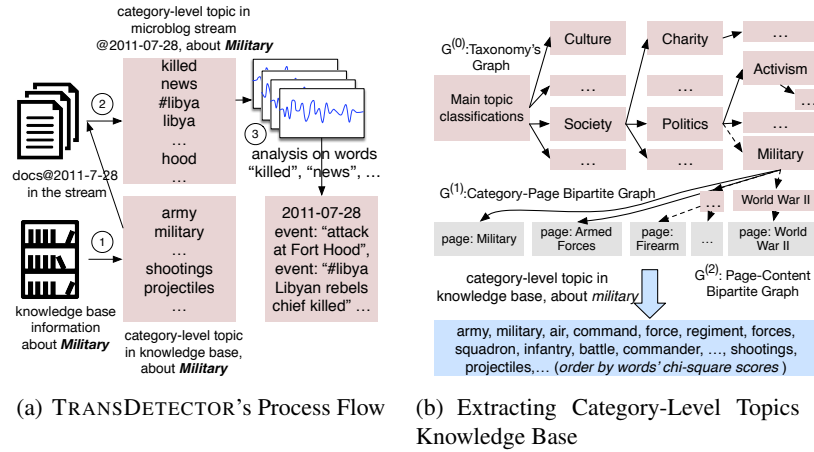 category-level topic in
microblog stream
@2011-07-28, about Military
killed
news
#libya
libya
…
hood
…
2
docs@2011-7-28
in the stream
3
analysis on words
“killed”, “news”, …
1
army
military
…
shootings
projectiles
…
knowledge base
information
about Military
category-level topic
in knowledge base,
about Military
2011-07-28
event: “attack
at Fort Hood”,
event: “#libya
Libyan rebels
chief killed” …
…
(a) TRANSDETECTOR’s Process Flow
G(0):Taxonomy’s
Graph
Main topic
classifications
Culture
…
Society
…
Charity
…
Politics
…
…
Activism
…
…
Military
G(1):Category-Page Bipartite Graph
…
World War II
page: Military
page: Armed
Forces
page:
Firearm
…
page: World
War II
category-level topic in
knowledge base, about military
G(2): Page-Content
Bipartite Graph
army, military, air, command, force, regiment, forces,
squadron, infantry, battle, commander, …, shootings,
projectiles,… (order by words’ chi-square scores )
(b) Extracting Category-Level Topics
Knowledge Base